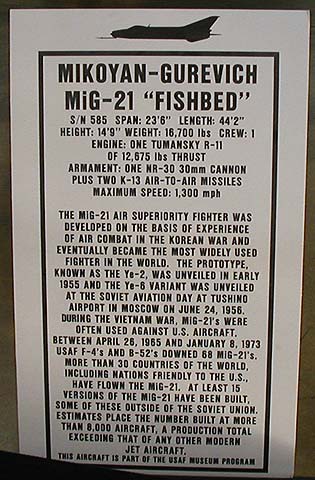 MIKOYAN-GUREVICH
MiG-21 "FISHBED"
S/N 585 SPAN: 23'6" LENGTH: 44'2"
HEIGHT: 14'9" WEIGHT: 16,700 lbs CREW: 1
ENGINE: ONE TUMANSKY R-11
OF 12,675 lbs THRUST
ARMAMENT: ONE NR-30 30mm CANNON
PLUS TWO K-13 AIR-TO-AIR MISSILES
MAXIMUM SPEED: 1,300 mph
THE MiG-21 AIR SUPERIORITY FIGHTER WAS
DEVELOPED ON THE BASIS OF EXPERIENCE
OF AIR COMBAT IN THE KOREAN WAR AND
EVENTUALLY BECAME THE MOST WIDELY USED
FIGHTER IN THE WORLD. THE PROTOTYPE,
KNOWN AS THE Ye-2, WAS UNVEILED IN EARLY
1955 AND THE Ye-6 VARIANT WAS UNVEILED
AT THE SOVIET AVIATION DAY AT TUSHINO
AIRPORT IN MOSCOW ON JUNE 24, 1956.
DURING THE VIETNAM WAR, MiG-21's WERE
OFTEN USED AGAINST U.S. AIRCRAFT.
BETWEEN APRIL 26, 1965 AND JANUARY 8, 1973
USAF F-4's AND B-52's DOWNED 68 MiG-21's.
MORE THAN 30 COUNTRIES OF THE WORLD,
INCLUDING NATIONS FRIENDLY TO THE U.S.,
HAVE FLOWN THE MiG-21. AT LEAST 15
VERSIONS OF THE MiG-21 HAVE BEEN BUILT,
SOME OF THESE OUTSIDE OF THE SOVIET UNION.
ESTIMATES PLACE THE NUMBER BUILT AT MORE
THAN 8,000 AIRCRAFT, A PRODUCTION TOTAL
EXCEEDING THAT OF ANY OTHER MODERN
JET AIRCRAFT.
THIS AIRCRAFT IS PART OF THE USAF MUSEUM PROGRAM